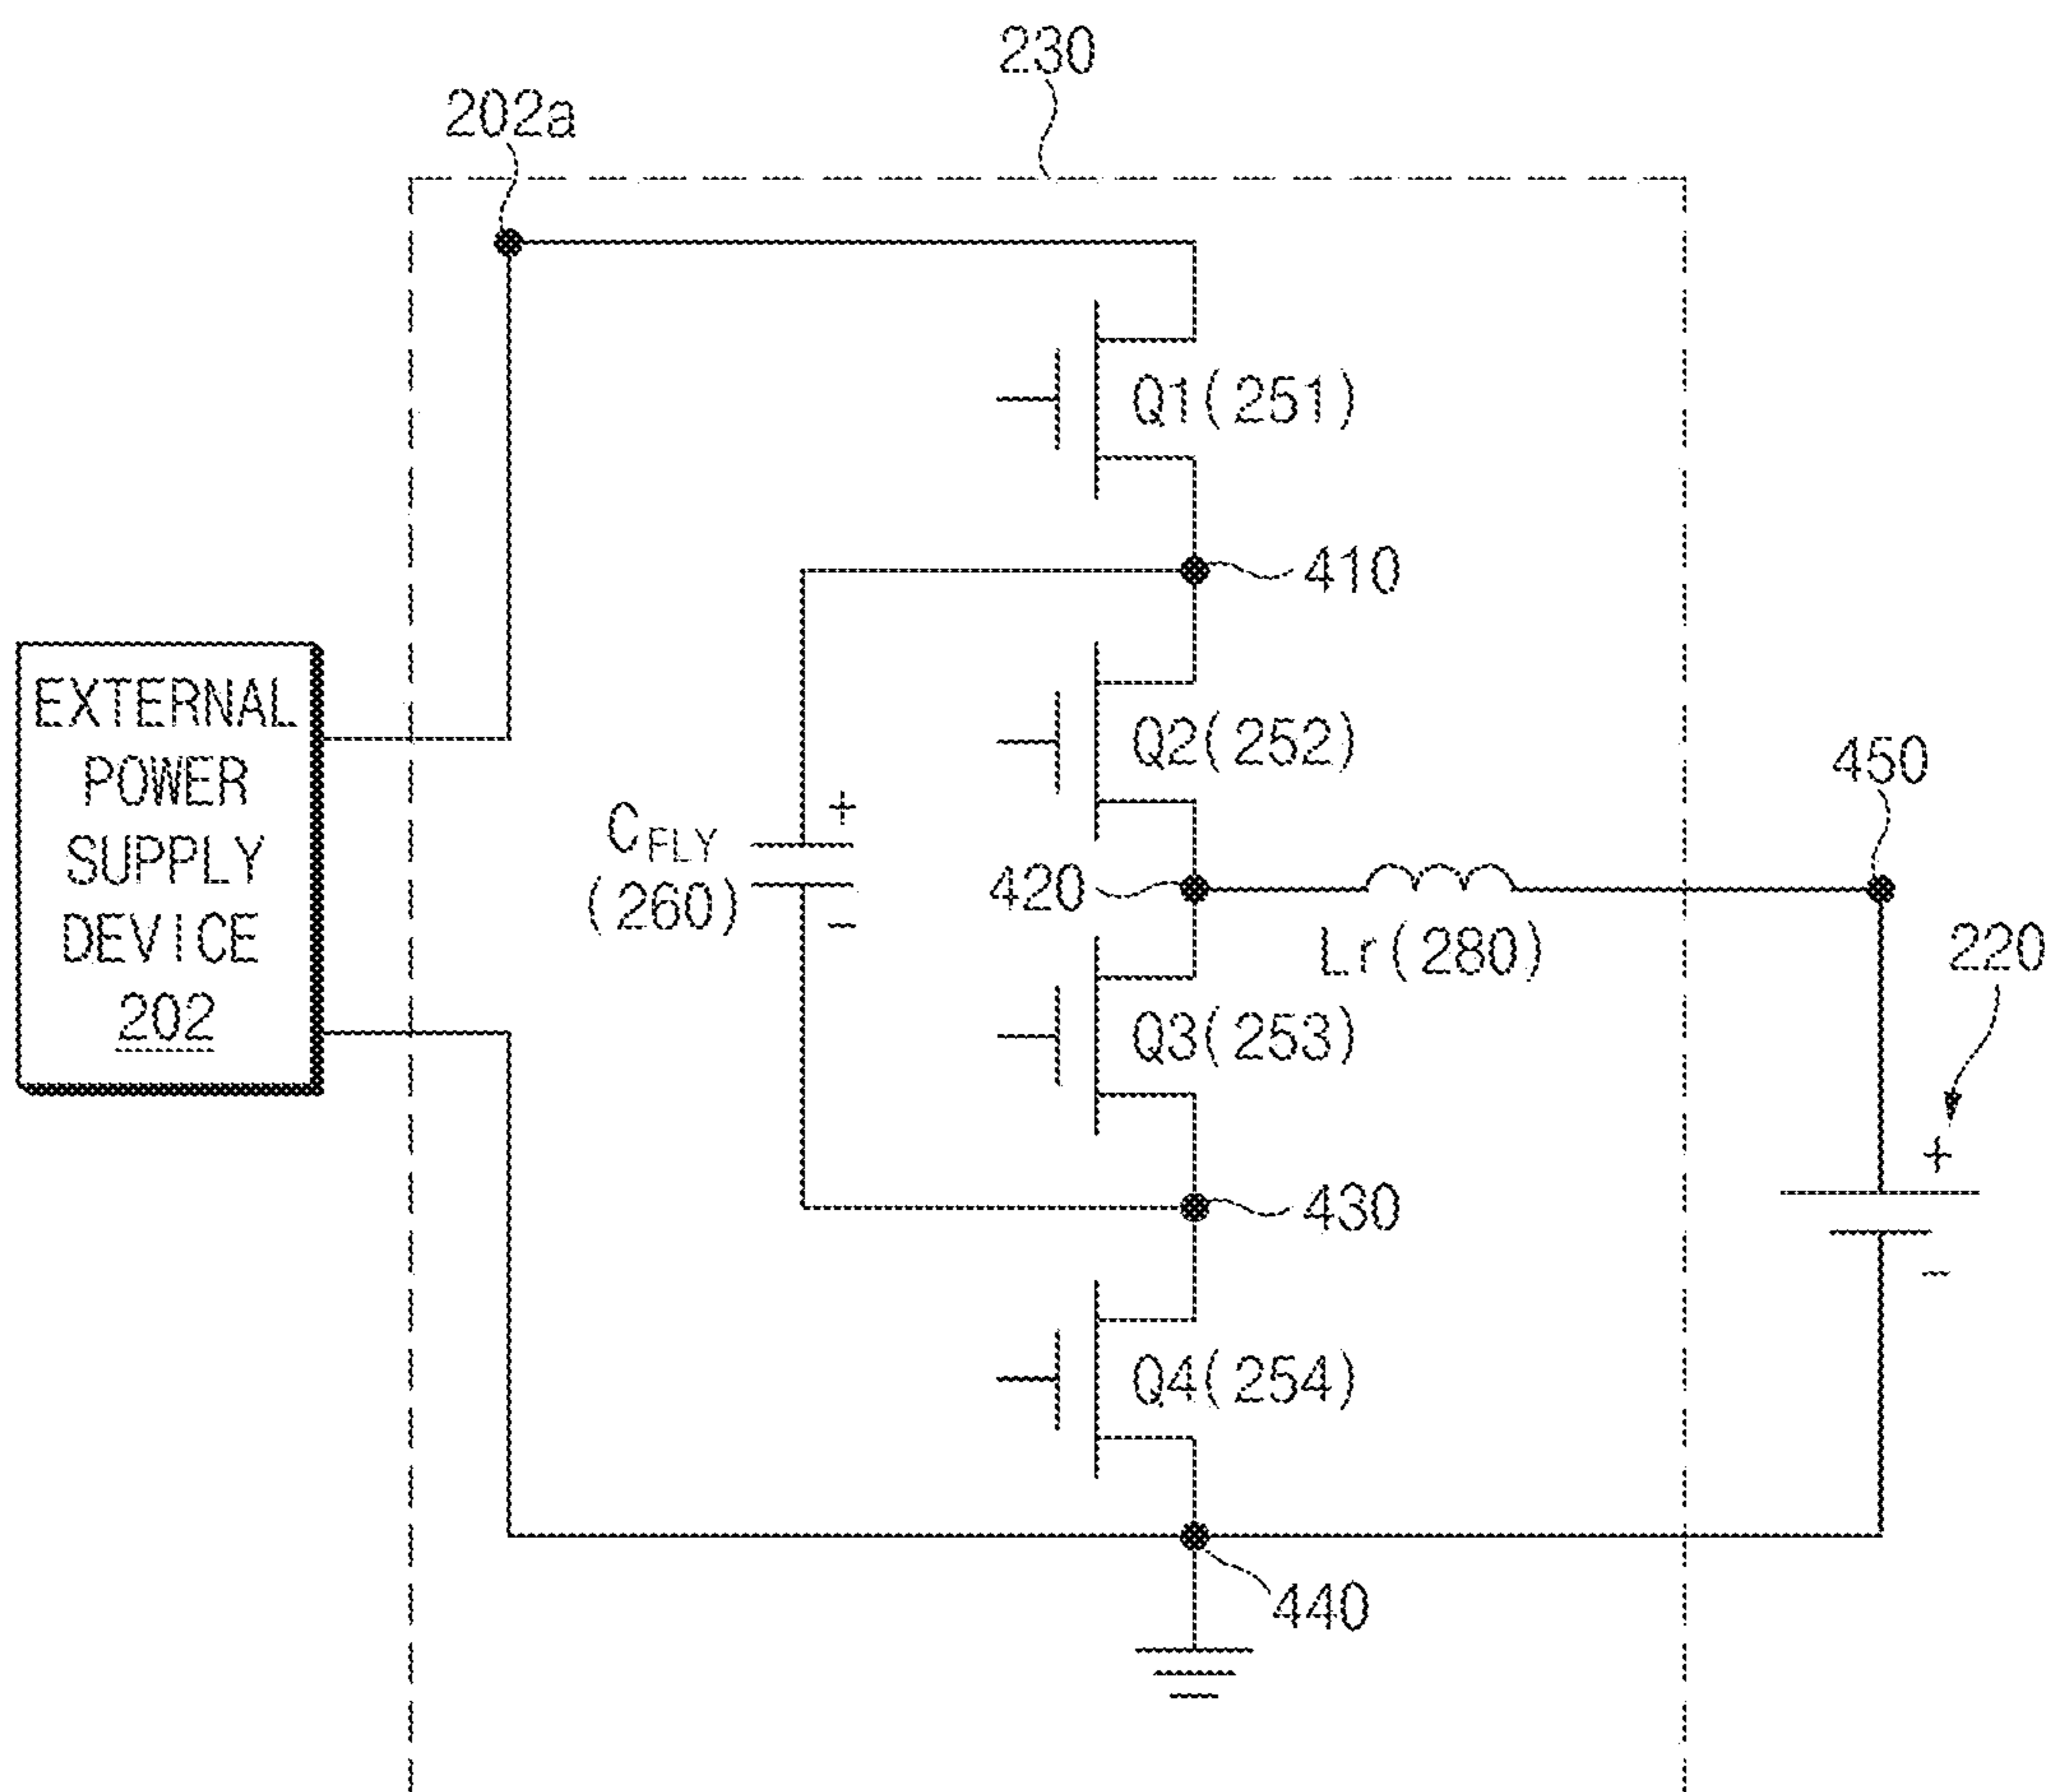 230
202a
Q1(251)
410
EXTERNAL
POWER
SUPPLY
DEVICE
202
Q2(252)
450
+
CFLY
(260)
−
420
Lr(280)
220
Q3(253)
+
430
−
Q4(254)
440